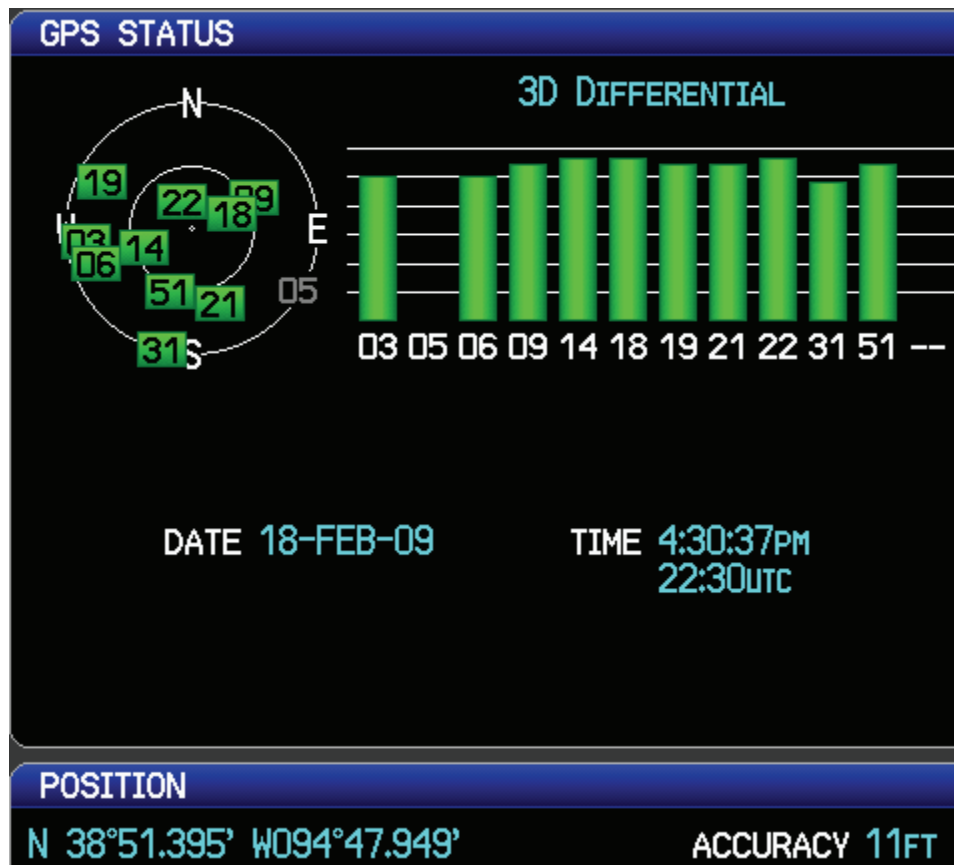 GPS STATUS
3D DIFFERENTIAL
N
19
22
09
18
W
E
03
14
06
51
21
05
31
S
03 05 06 09 14 18 19 21 22 31 51 --
DATE 18-FEB-09
TIME 4:30:37PM
22:30UTC
POSITION
N 38°51.395' W094°47.949'
ACCURACY 11FT